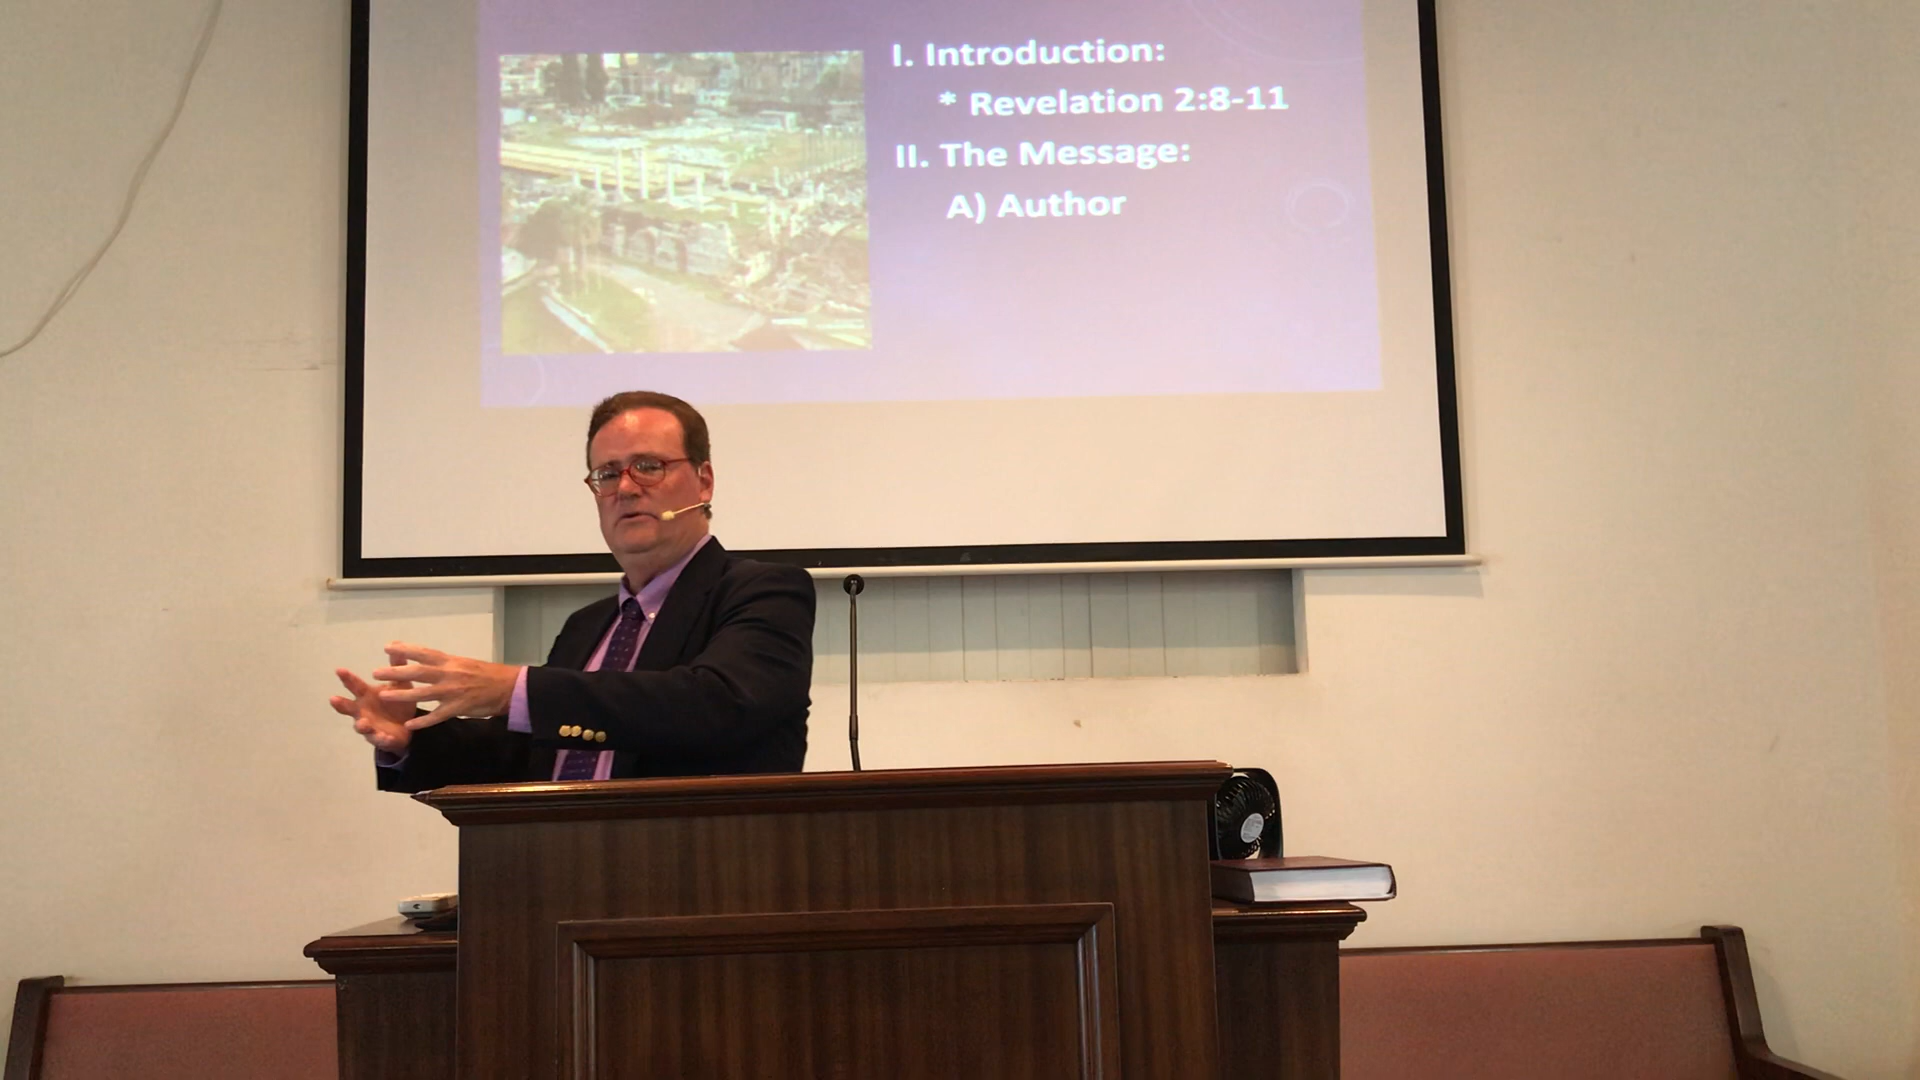 I. Introduction:
* Revelation 2:8-11
II. The Message:
A) Author